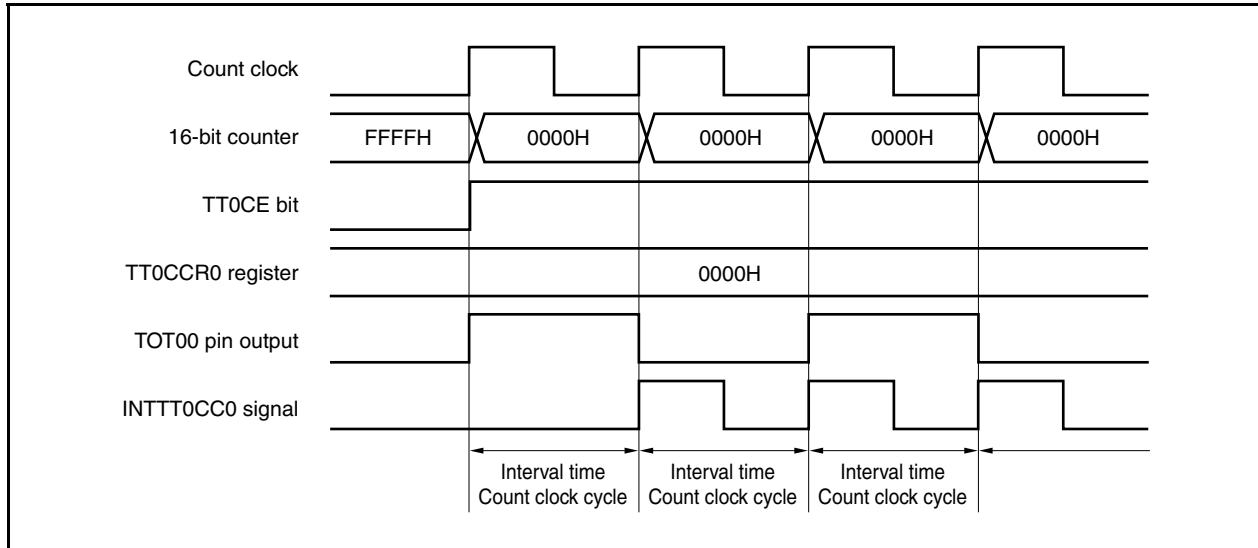 Count clock
16-bit counter
FFFFH
0000H
0000H
0000H
0000H
TT0CE bit
TT0CCR0 register
0000H
TOT00 pin output
INTTT0CC0 signal
Interval time
Count clock cycle
Interval time
Count clock cycle
Interval time
Count clock cycle